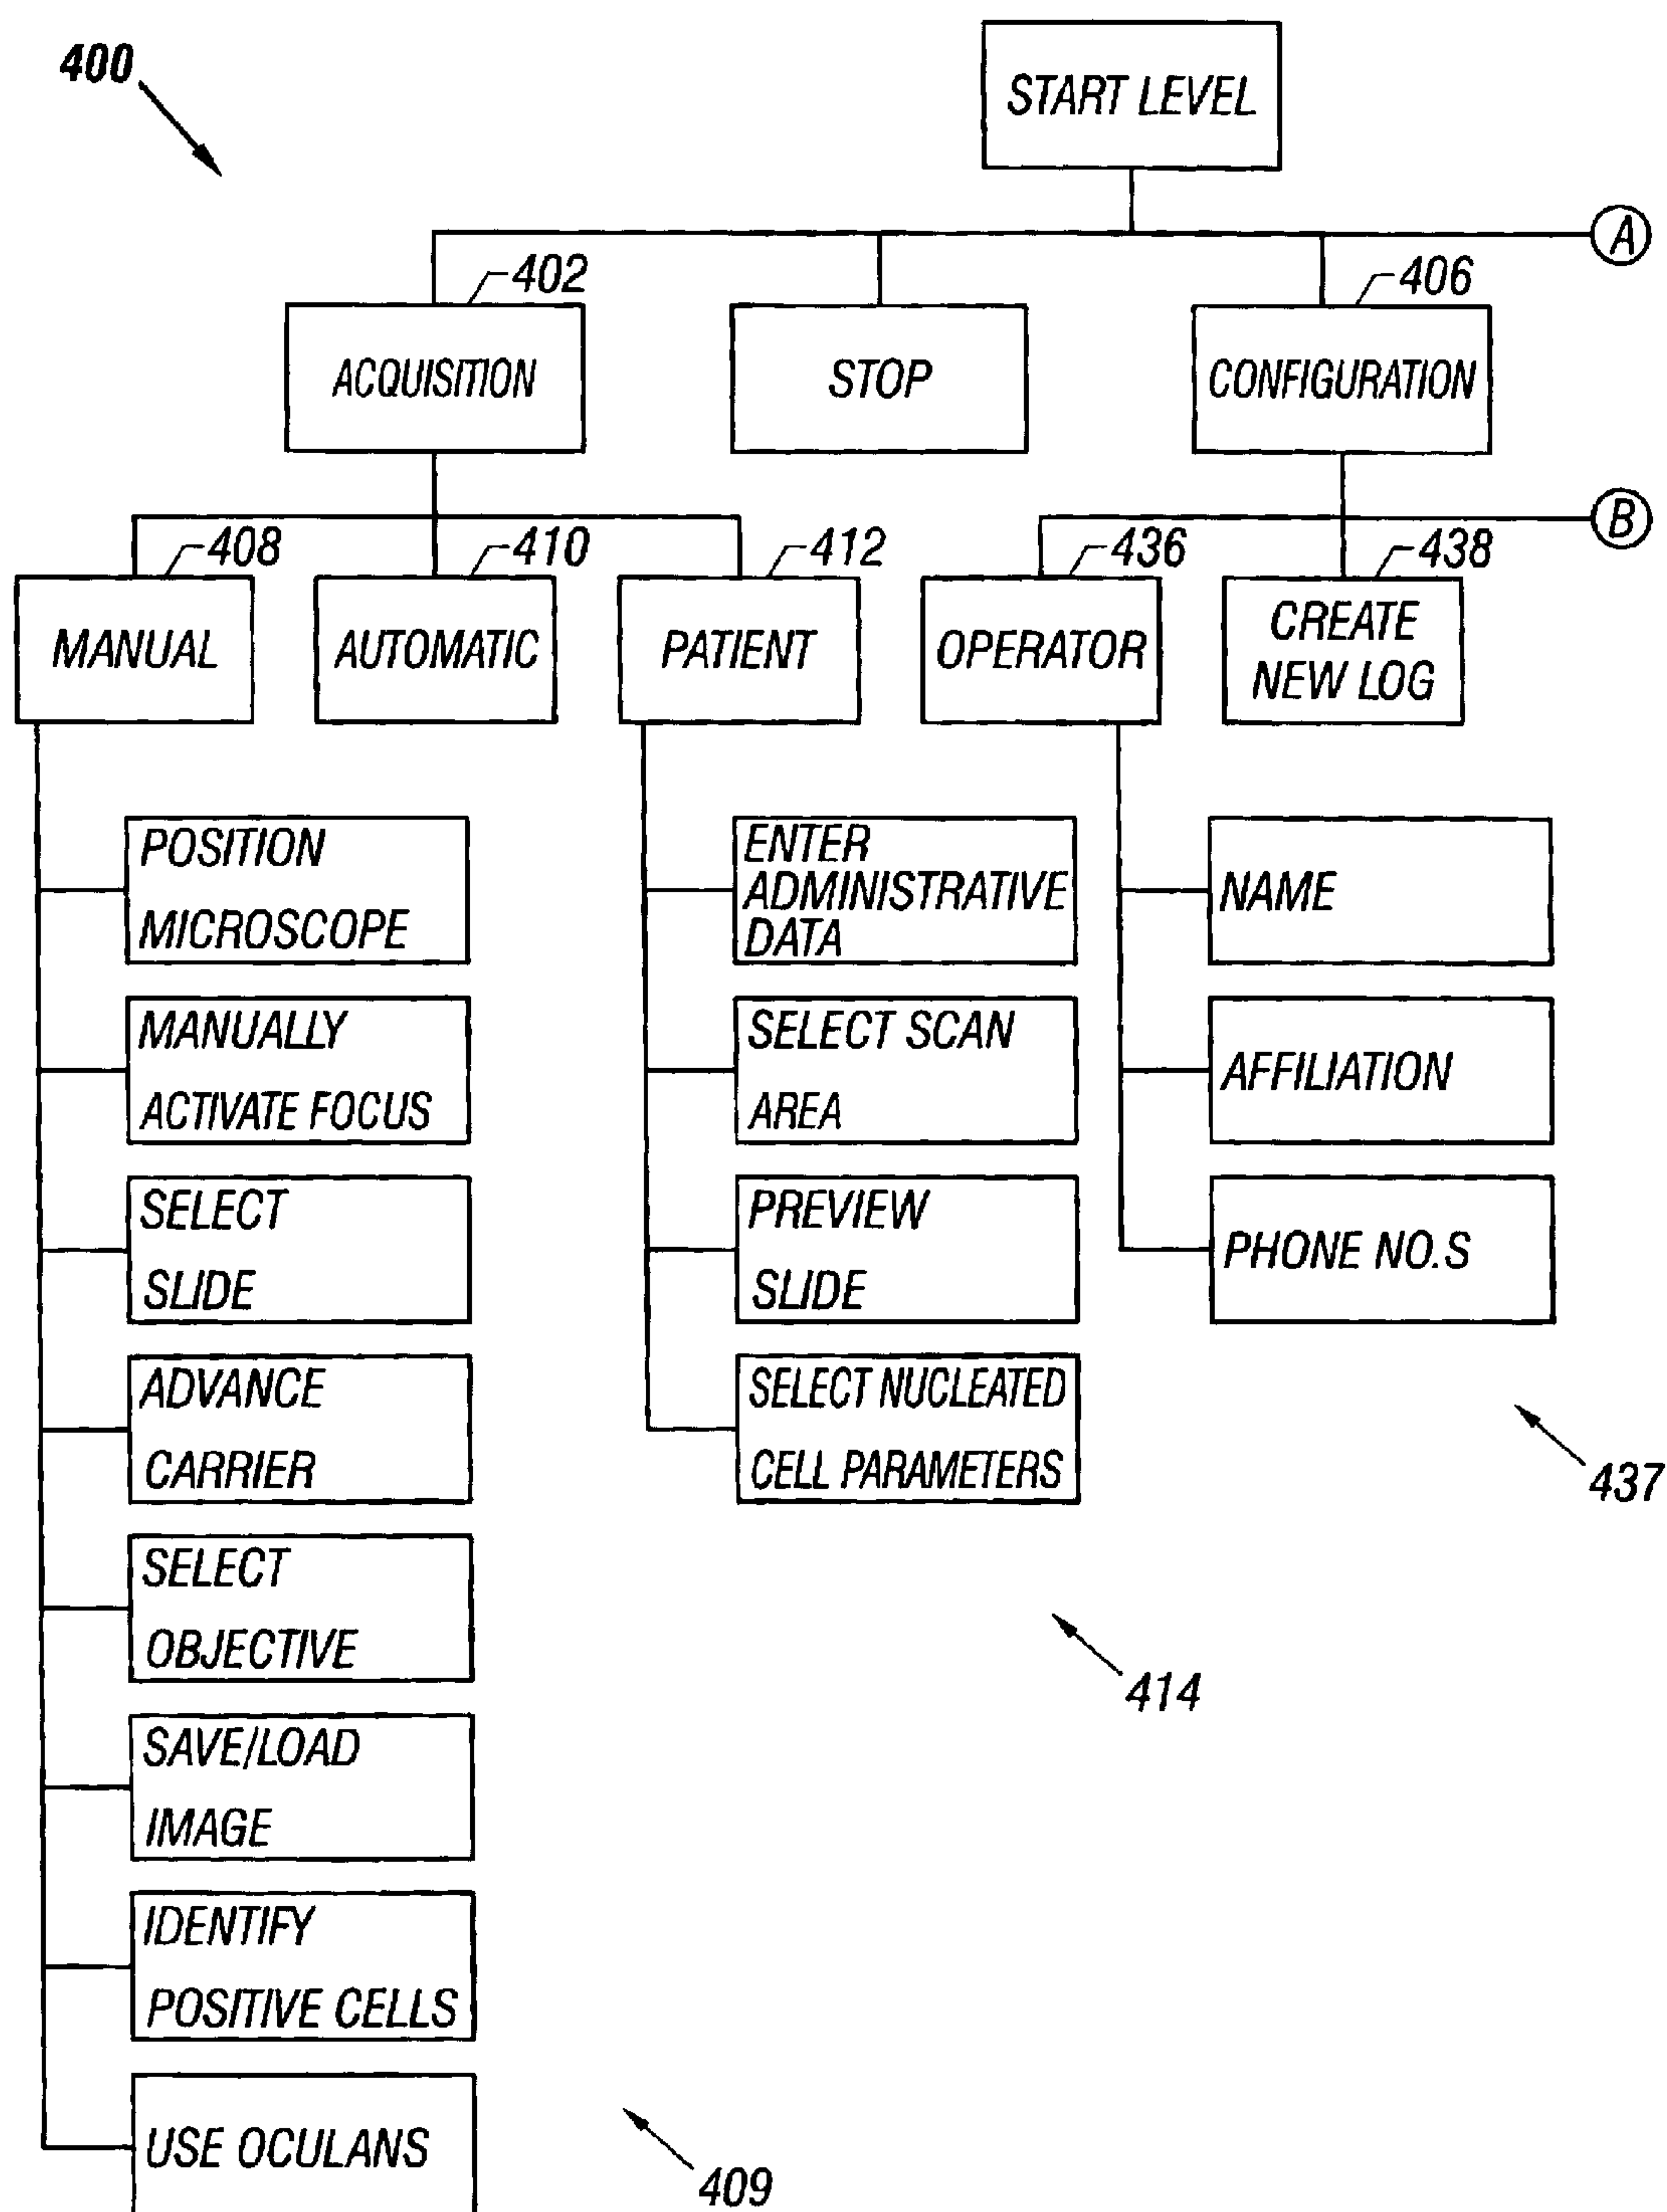 400
START LEVEL
A
402
406
ACQUISITION
STOP
CONFIGURATION
B
408
410
412
436
438
MANUAL
AUTOMATIC
PATIENT
OPERATOR
CREATE
NEW LOG
POSITION
MICROSCOPE
MANUALLY
ACTIVATE FOCUS
SELECT
SLIDE
ADVANCE
CARRIER
SELECT
OBJECTIVE
SAVE/LOAD
IMAGE
IDENTIFY
POSITIVE CELLS
USE OCULANS
409
ENTER
ADMINISTRATIVE
DATA
SELECT SCAN
AREA
PREVIEW
SLIDE
SELECT NUCLEATED
CELL PARAMETERS
414
NAME
AFFILIATION
PHONE NO.S
437